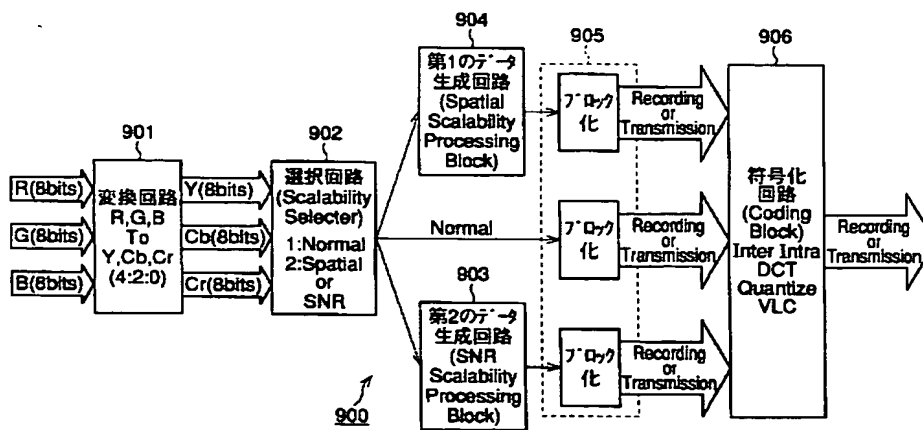 901
R(8bits)
G(8bits)
B(8bits)
変換回路
R,G,B
To
Y,Cb,Cr
(4:2:0)
Y(8bits)
Cb(8bits)
Cr(8bits)
902
選択回路
(Scalability
Selecter)
1:Normal
2:Spatial
or
SNR
904
第1のデータ
生成回路
(Spatial
Scalability
Processing
Block)
Normal
903
第2のデータ
生成回路
(SNR
Scalability
Processing
Block)
900
905
ブロック
化
ブロック
化
ブロック
化
Recording
or
Transmission
Recording
or
Transmission
Recording
or
Transmission
906
符号化
回路
(Coding
Block)
Inter Intra
DCT
Quantize
VLC
Recording
or
Transmission